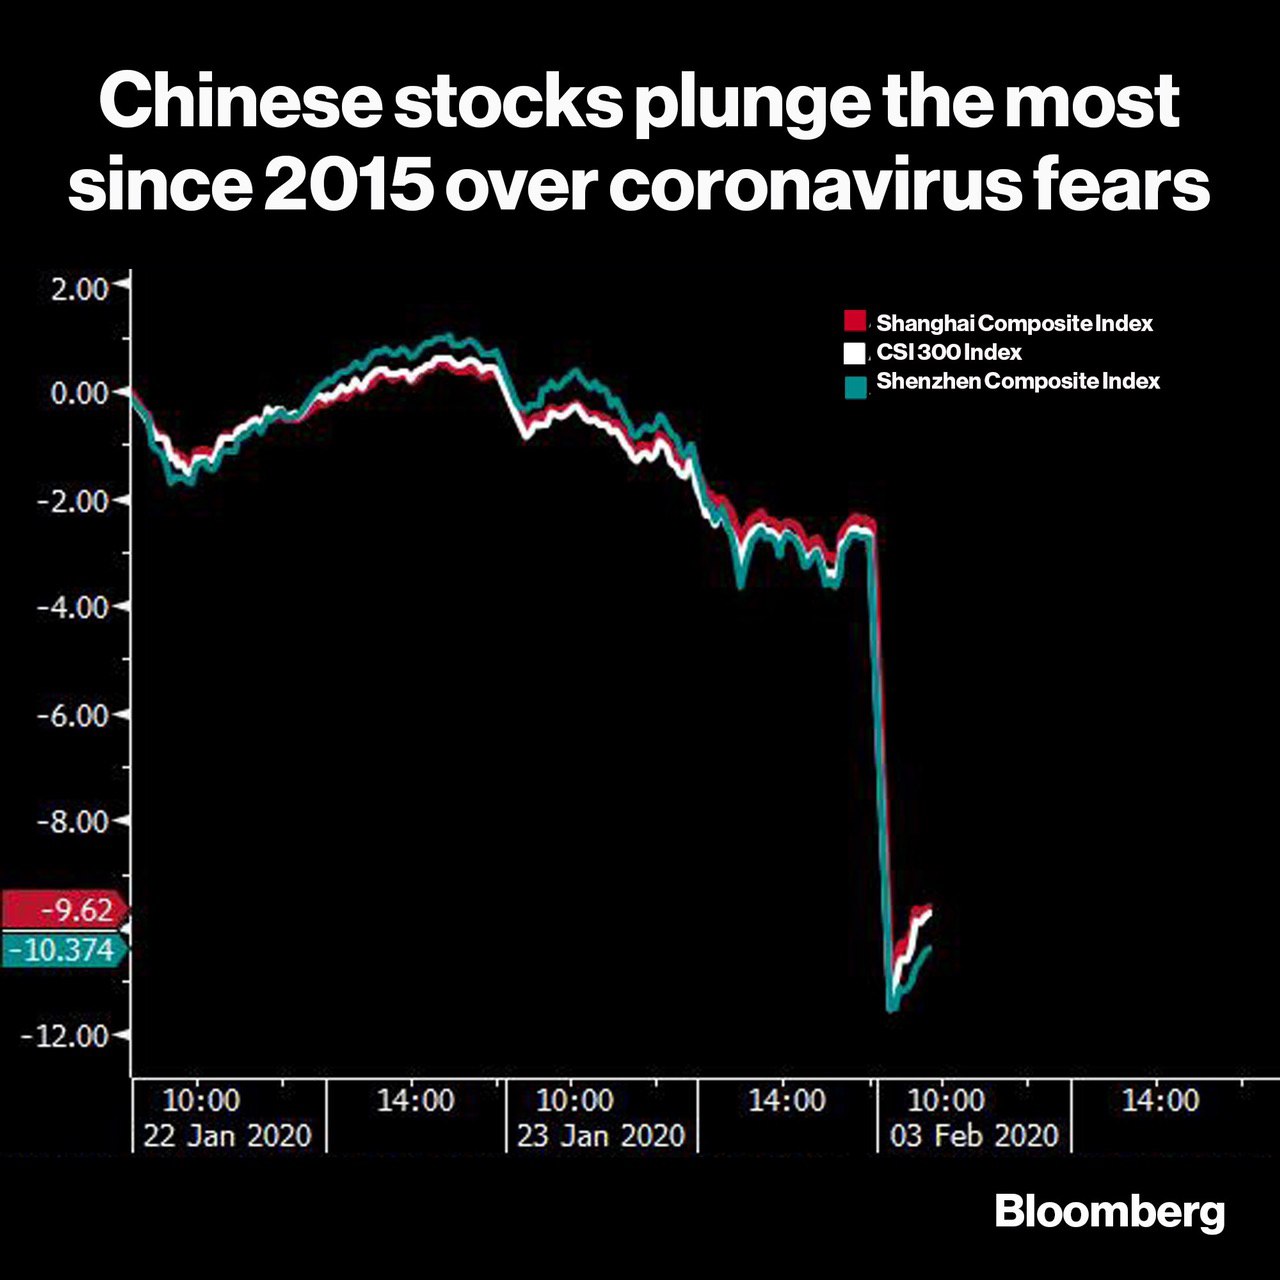 Chinese stocks plunge the most
since 2015 over coronavirus fears
2.00
Shanghai Composite Index
CSI 300 Index
Shenzhen Composite Index
0.00
-2.00
-4.00
-6.00
-8.00
-9.62
-10.374
-12.00
10:00 14:00 10:00 14:00 10:00 14:00
22 Jan 2020 23 Jan 2020 03 Feb 2020
Bloomberg